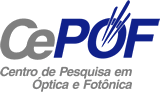 CePOF
Centro de Pesquisa em
Óptica e Fotônica